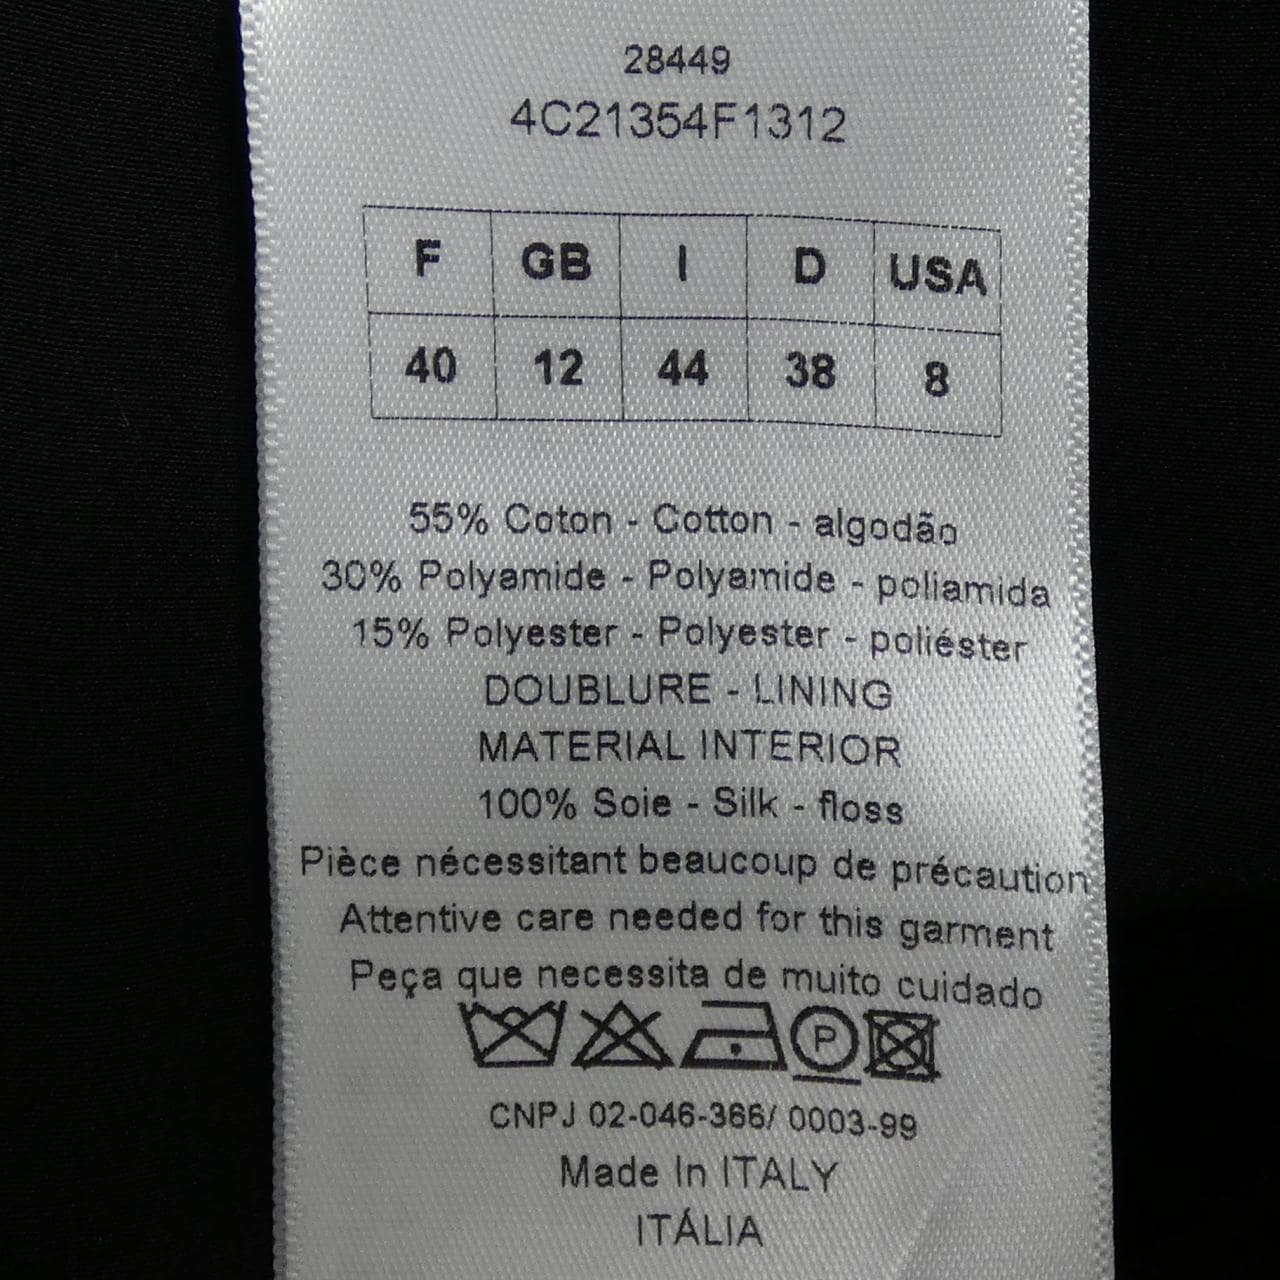 28449
4C21354F1312
F GB I D USA
40 12 44 38 8
55% Coton - Cotton - algodão
30% Polyamide - Polyamide - poliamida
15% Polyester - Polyester - poliéster
DOUBLURE - LINING
MATERIAL INTERIOR
100% Soie - Silk - floss
Pièce nécessitant beaucoup de précaution
Attentive care needed for this garment
Peça que necessita de muito cuidado
P
CNPJ 02-046-366/ 0003-99
Made In ITALY
ITÁLIA